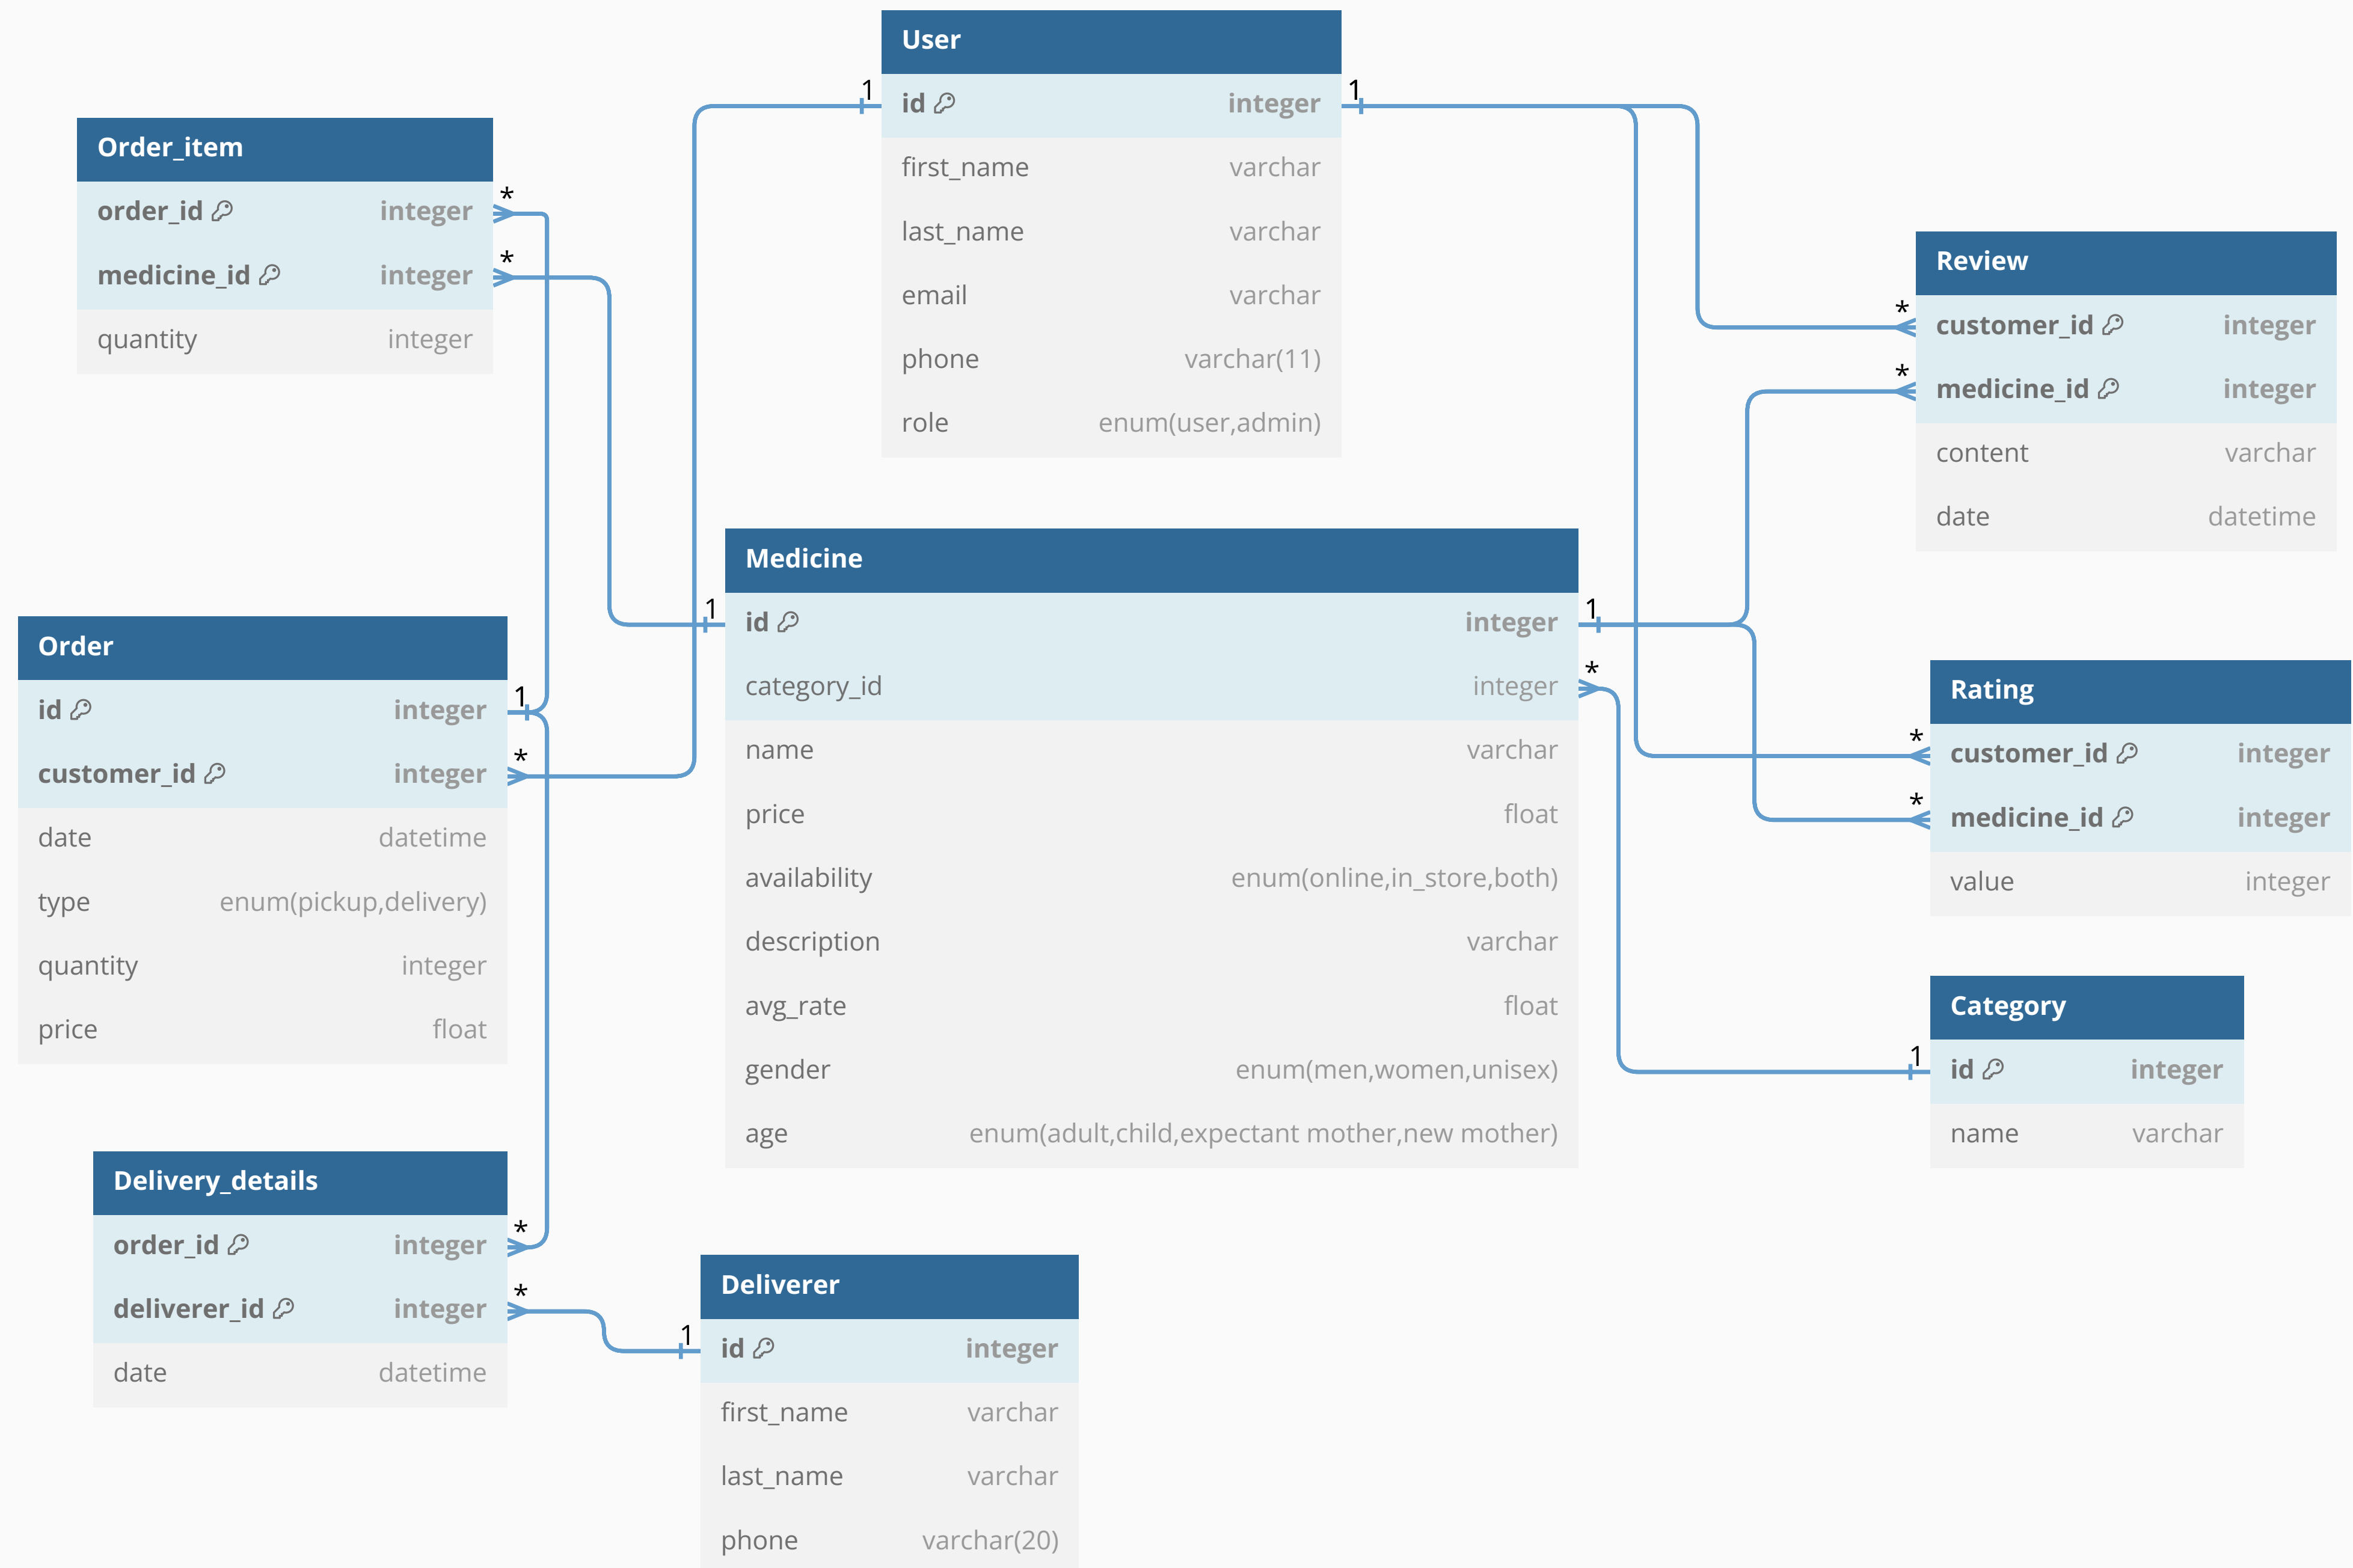 User
1
id integer
1
first_name varchar
last_name varchar
email varchar
phone varchar(11)
role enum(user,admin)
Order_item
order_id integer
*
medicine_id integer
*
quantity integer
Review
*
customer_id integer
*
medicine_id integer
content varchar
date datetime
Medicine
1
id integer
1
category_id integer
*
name varchar
price float
availability enum(online,in_store,both)
description varchar
avg_rate float
gender enum(men,women,unisex)
age enum(adult,child,expectant mother,new mother)
Order
id integer
1
customer_id integer
*
date datetime
type enum(pickup,delivery)
quantity integer
price float
Rating
*
customer_id integer
*
medicine_id integer
value integer
Category
1
id integer
name varchar
Delivery_details
order_id integer
*
deliverer_id integer
*
date datetime
Deliverer
1
id integer
first_name varchar
last_name varchar
phone varchar(20)